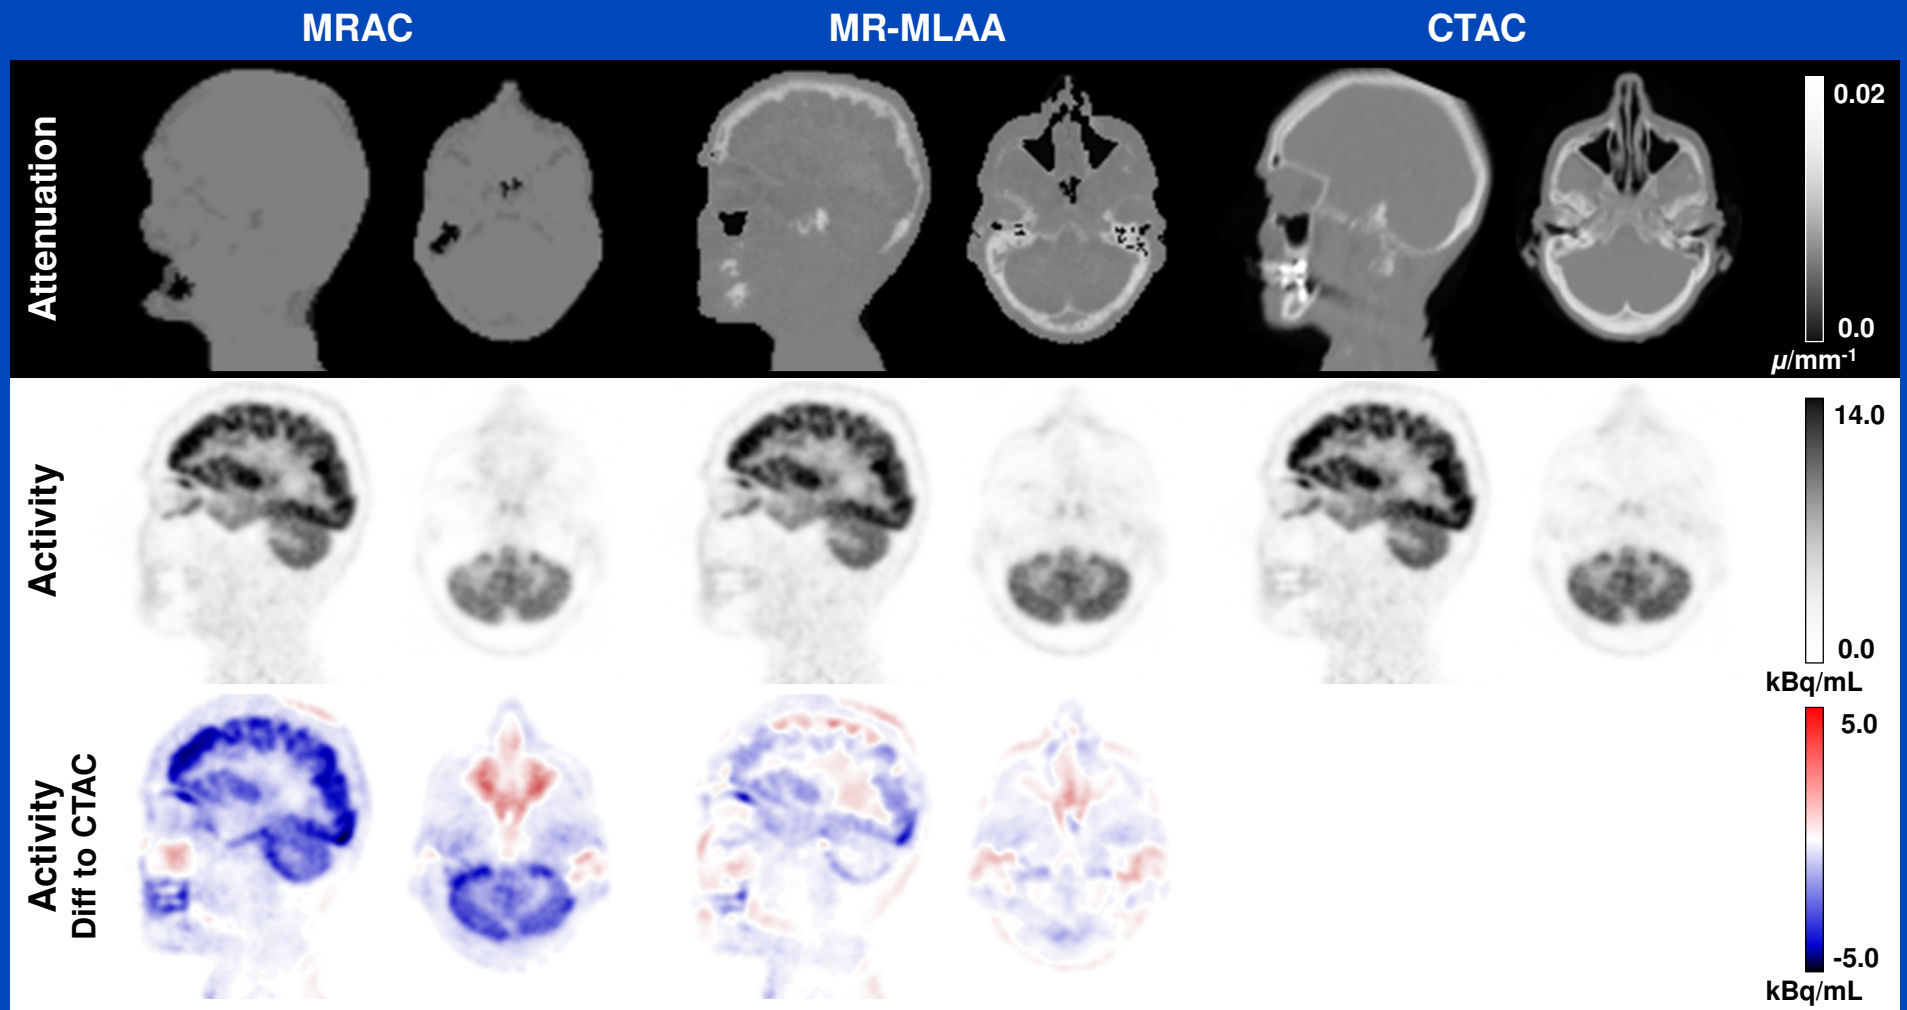 MRAC
MR-MLAA
CTAC
Attenuation
0.02
0.0
μ/mm-1
Activity
14.0
0.0
kBq/mL
Activity
Diff to CTAC
5.0
-5.0
kBq/mL